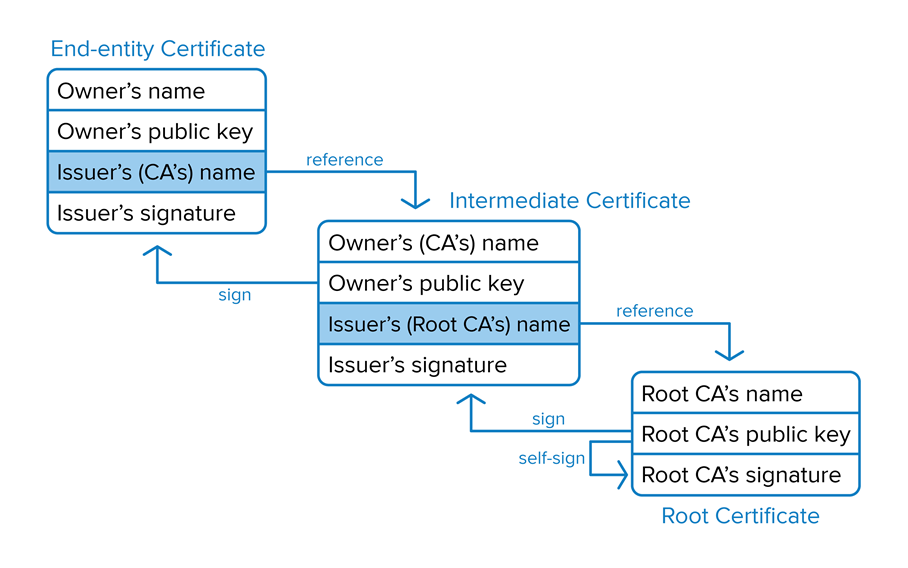 End-entity Certificate
Owner’s name
Owner’s public key
Issuer’s (CA’s) name
Issuer’s signature
reference
sign
Intermediate Certificate
Owner’s (CA’s) name
Owner’s public key
Issuer’s (Root CA’s) name
Issuer’s signature
reference
sign
self-sign
Root CA’s name
Root CA’s public key
Root CA’s signature
Root Certificate